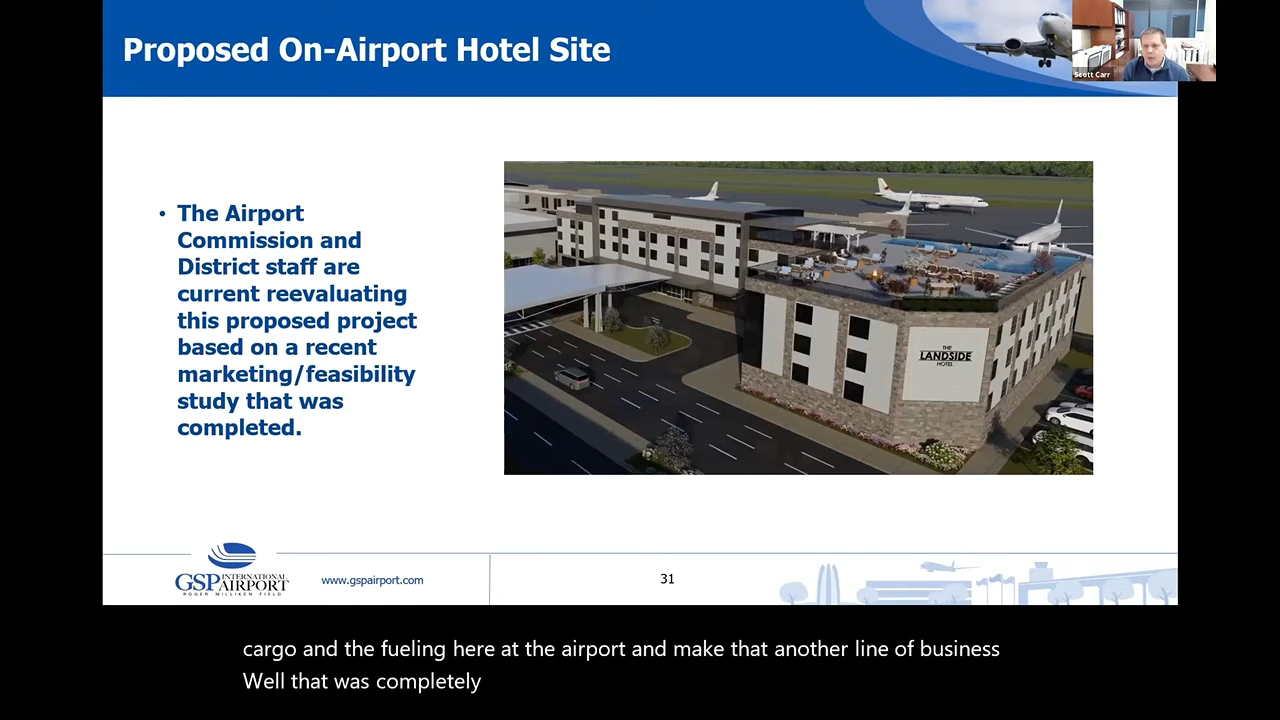 Proposed On-Airport Hotel Site
Scott Carr
• The Airport
Commission and
District staff are
current reevaluating
this proposed project
based on a recent
marketing/feasibility
study that was
completed.
THE
LANDSIDE
HOTEL
GSP INTERNATIONAL
AIRPORT
ROGER MILLIKEN FIELD
www.gspairport.com
31
cargo and the fueling here at the airport and make that another line of business
Well that was completely